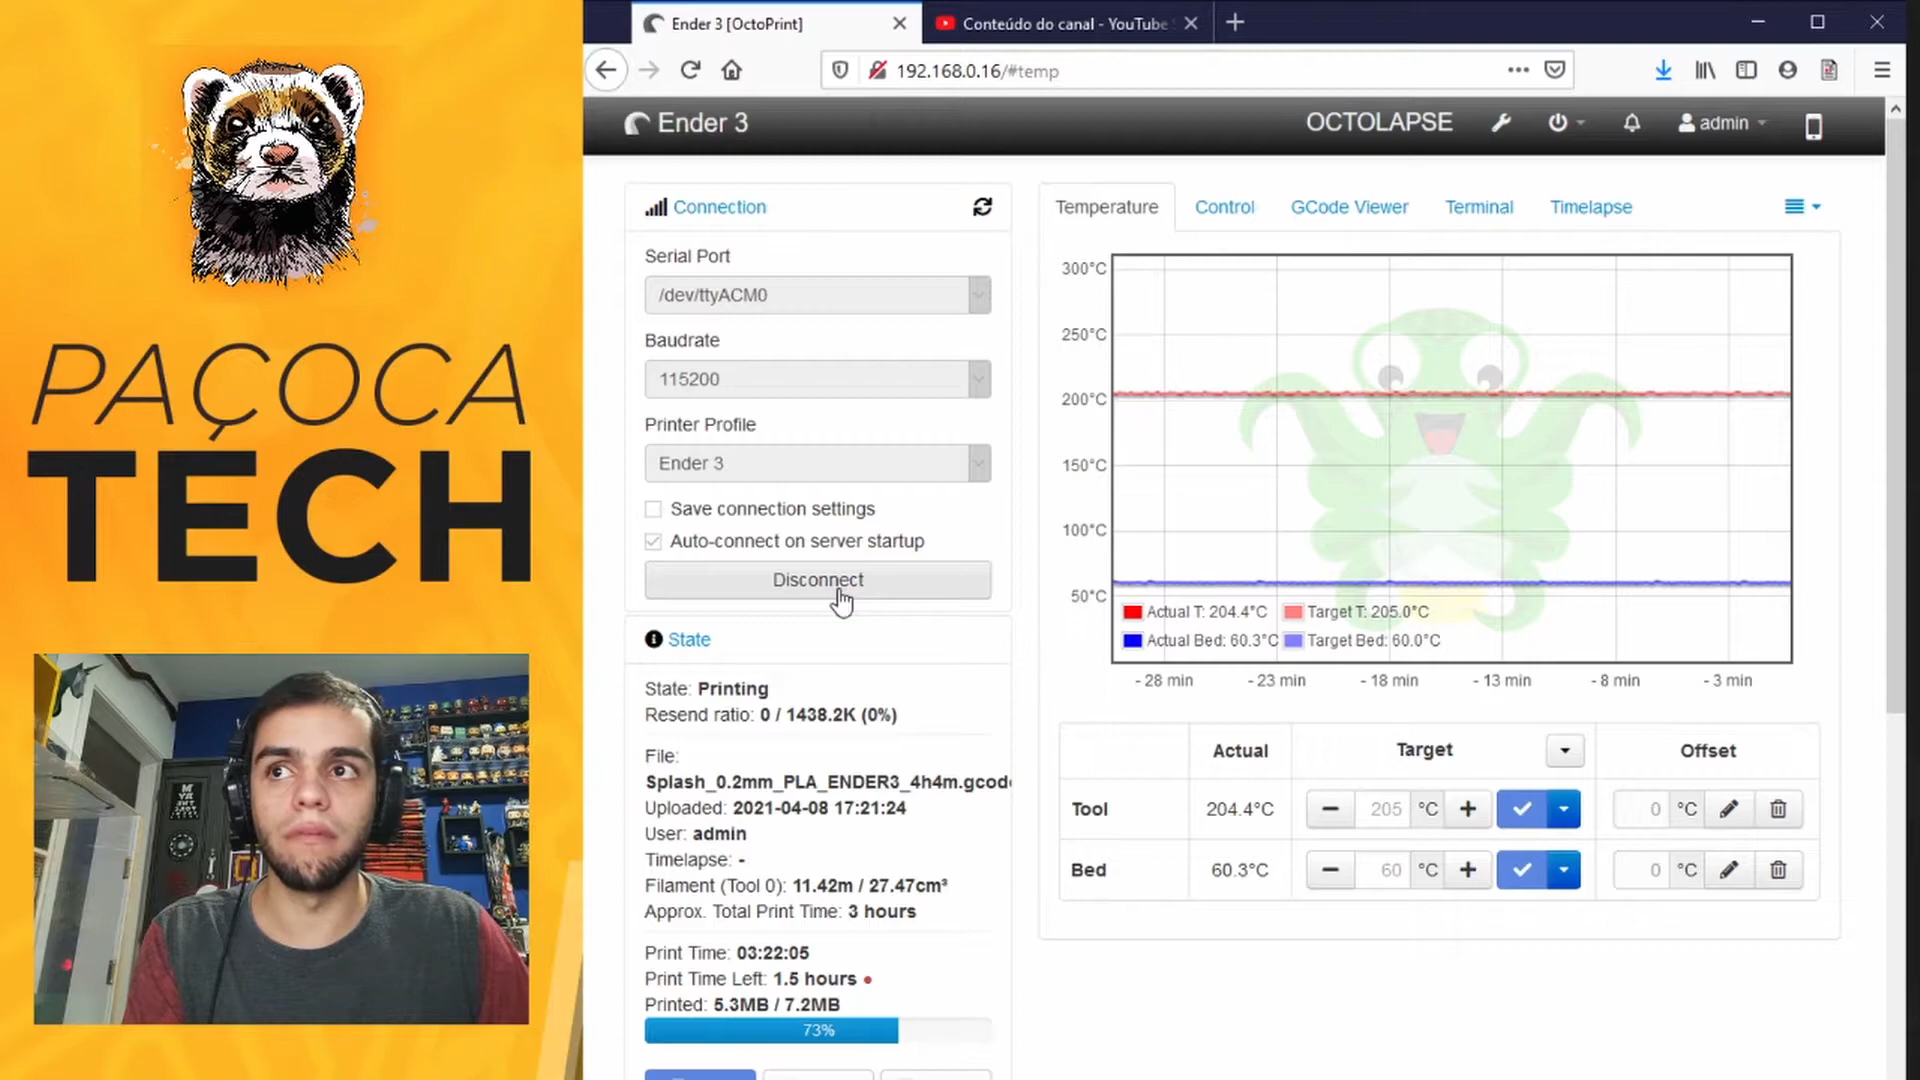 PAÇOCA
TECH
Ender 3 [OctoPrint]
Conteúdo do canal - YouTube
192.168.0.16/#temp
Ender 3
OCTOLAPSE
admin
Connection
Serial Port
/dev/ttyACM0
Baudrate
115200
Printer Profile
Ender 3
Save connection settings
Auto-connect on server startup
Disconnect
State
State: Printing
Resend ratio: 0 / 1438.2K (0%)
File:
Splash_0.2mm_PLA_ENDER3_4h4m.gcode
Uploaded: 2021-04-08 17:21:24
User: admin
Timelapse: -
Filament (Tool 0): 11.42m / 27.47cm³
Approx. Total Print Time: 3 hours
Print Time: 03:22:05
Print Time Left: 1.5 hours
Printed: 5.3MB / 7.2MB
73%
Temperature Control GCode Viewer Terminal Timelapse
300°C
250°C
200°C
150°C
100°C
50°C
Actual T: 204.4°C Target T: 205.0°C
Actual Bed: 60.3°C Target Bed: 60.0°C
- 28 min - 23 min - 18 min - 13 min - 8 min - 3 min
Actual Target Offset
Tool 204.4°C 205 °C 0 °C
Bed 60.3°C 60 °C 0 °C